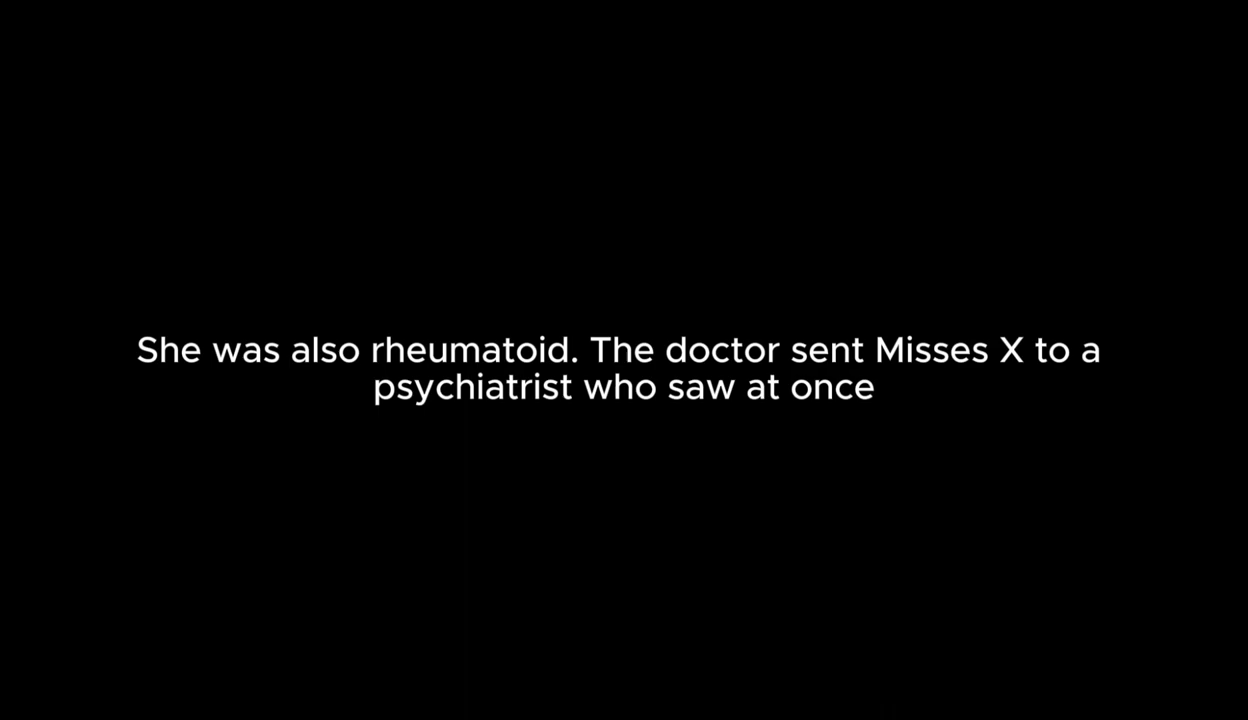 She was also rheumatoid. The doctor sent Misses X to a
psychiatrist who saw at once